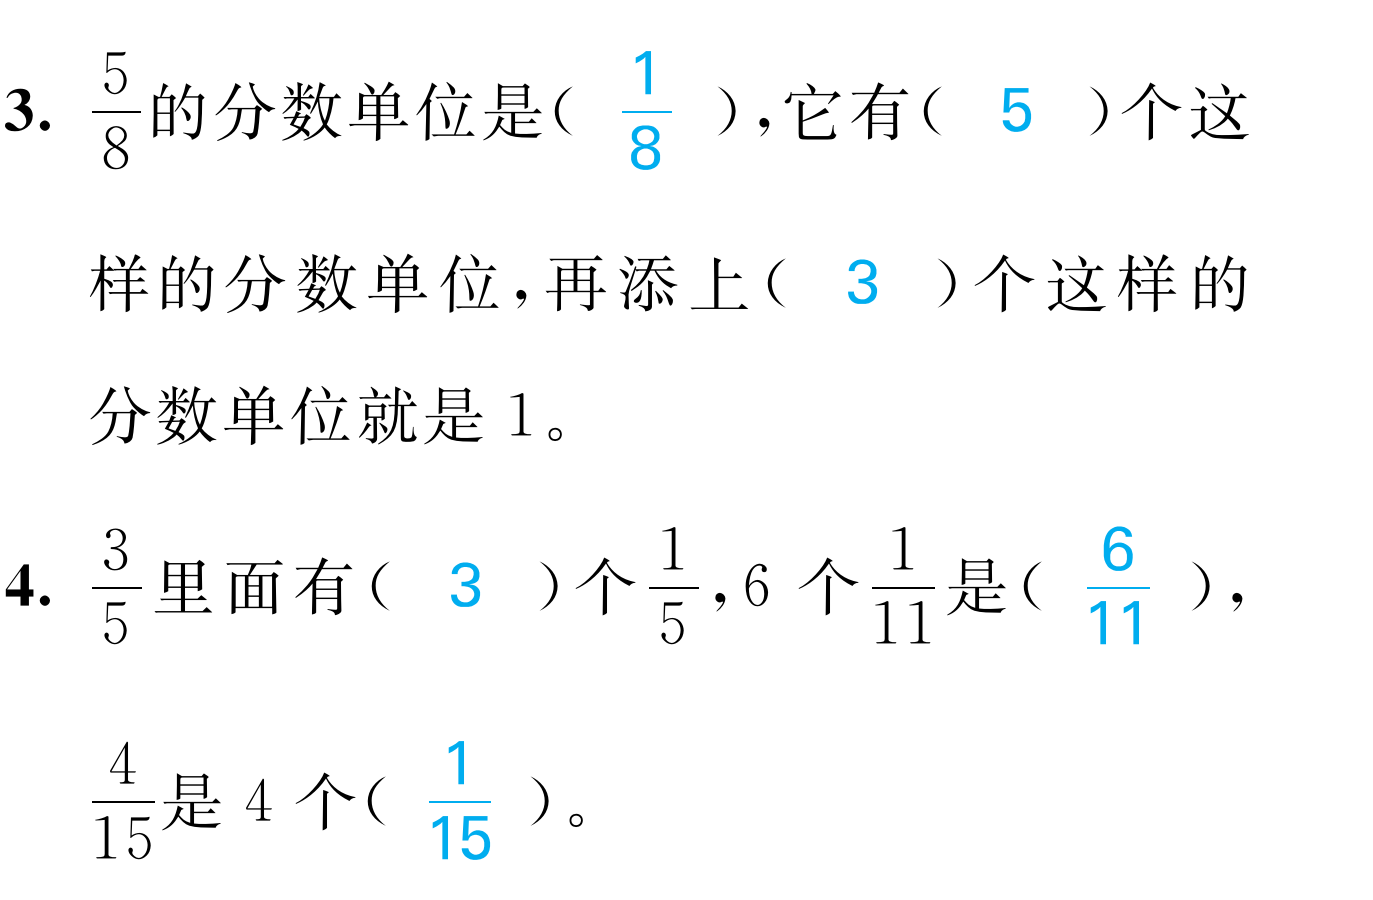 3. 5/8的分数单位是( 1/8 ),它有( 5 )个这
样的分数单位,再添上( 3 )个这样的
分数单位就是 1。
4. 3/5里面有( 3 )个1/5,6 个1/11是( 6/11 ),
4/15是 4 个( 1/15 )。